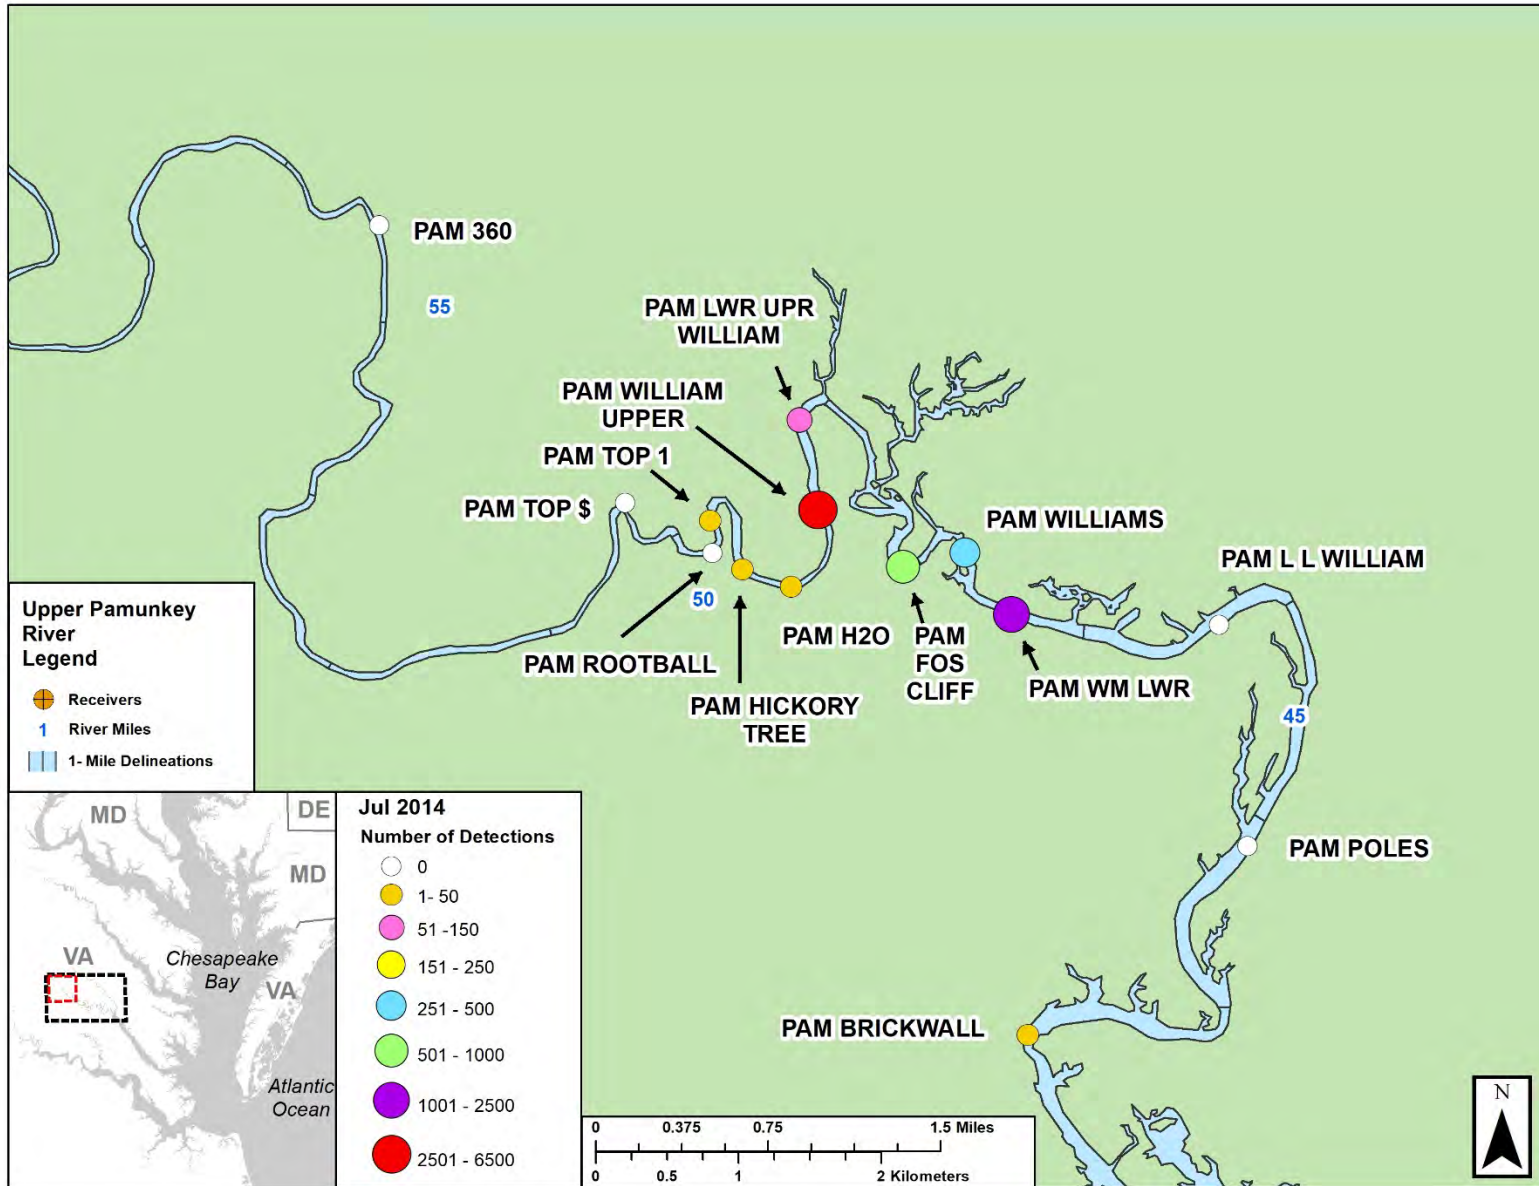 PAM 360
55
PAM LWR UPR
WILLIAM
PAM WILLIAM
UPPER
PAM TOP 1
PAM TOP $
PAM WILLIAMS
PAM L L WILLIAM
50
PAM H2O
PAM
FOS
CLIFF
PAM ROOTBALL
PAM WM LWR
PAM HICKORY
TREE
45
PAM POLES
PAM BRICKWALL
Upper Pamunkey
River
Legend
Receivers
1 River Miles
1- Mile Delineations
MD
DE
MD
VA
Chesapeake
Bay
VA
Atlantic
Ocean
Jul 2014
Number of Detections
0
1- 50
51 -150
151 - 250
251 - 500
501 - 1000
1001 - 2500
2501 - 6500
0 0.375 0.75 1.5 Miles
0 0.5 1 2 Kilometers
N